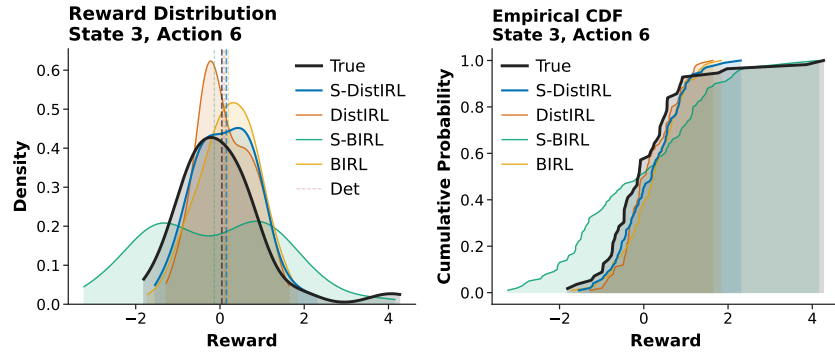 Reward Distribution
State 3, Action 6
Density
0.6
0.5
0.4
0.3
0.2
0.1
0.0
True
S-DistIRL
DistIRL
S-BIRL
BIRL
Det
−2 0 2 4
Reward
Empirical CDF
State 3, Action 6
Cumulative Probability
1.0
0.8
0.6
0.4
0.2
0.0
True
S-DistIRL
DistIRL
S-BIRL
BIRL
−2 0 2 4
Reward